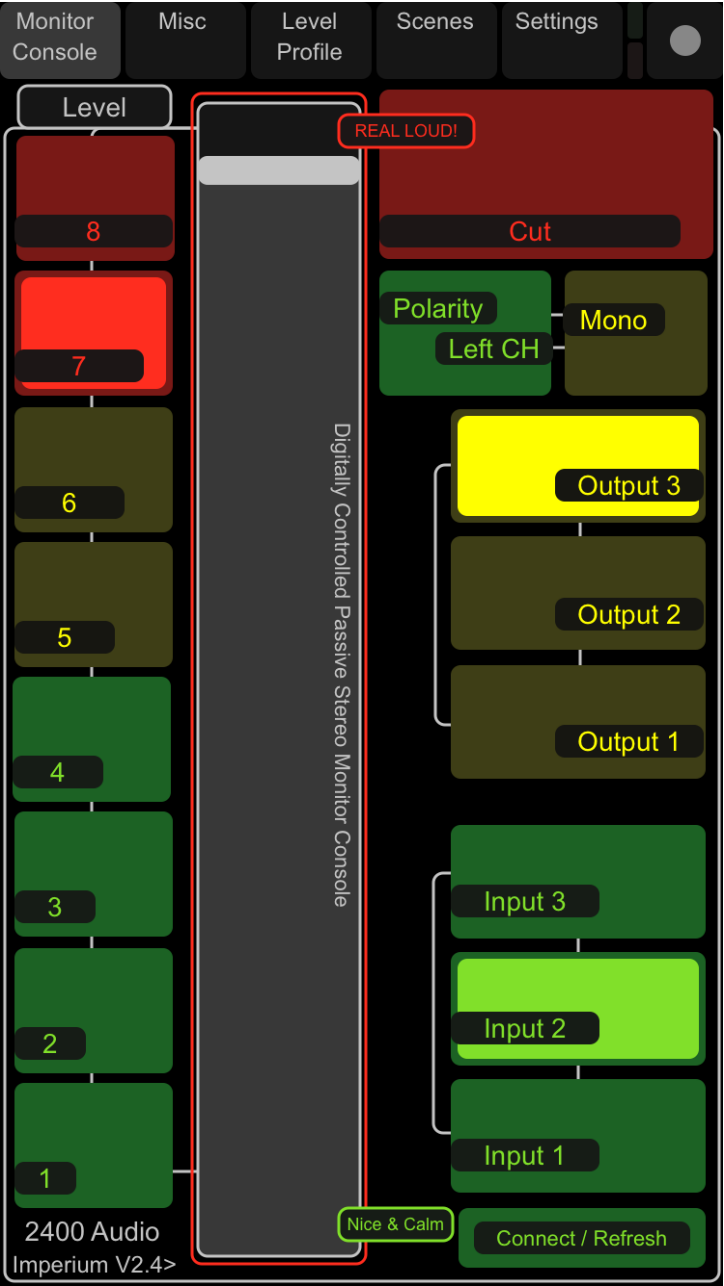 Monitor
Console
Misc
Level
Profile
Scenes
Settings
Level
REAL LOUD!
8
Cut
7
Polarity
Left CH
Mono
6
Output 3
5
Output 2
Digitally Controlled Passive Stereo Monitor Console
4
Output 1
3
Input 3
2
Input 2
1
Input 1
Nice & Calm
Connect / Refresh
2400 Audio
Imperium V2.4>